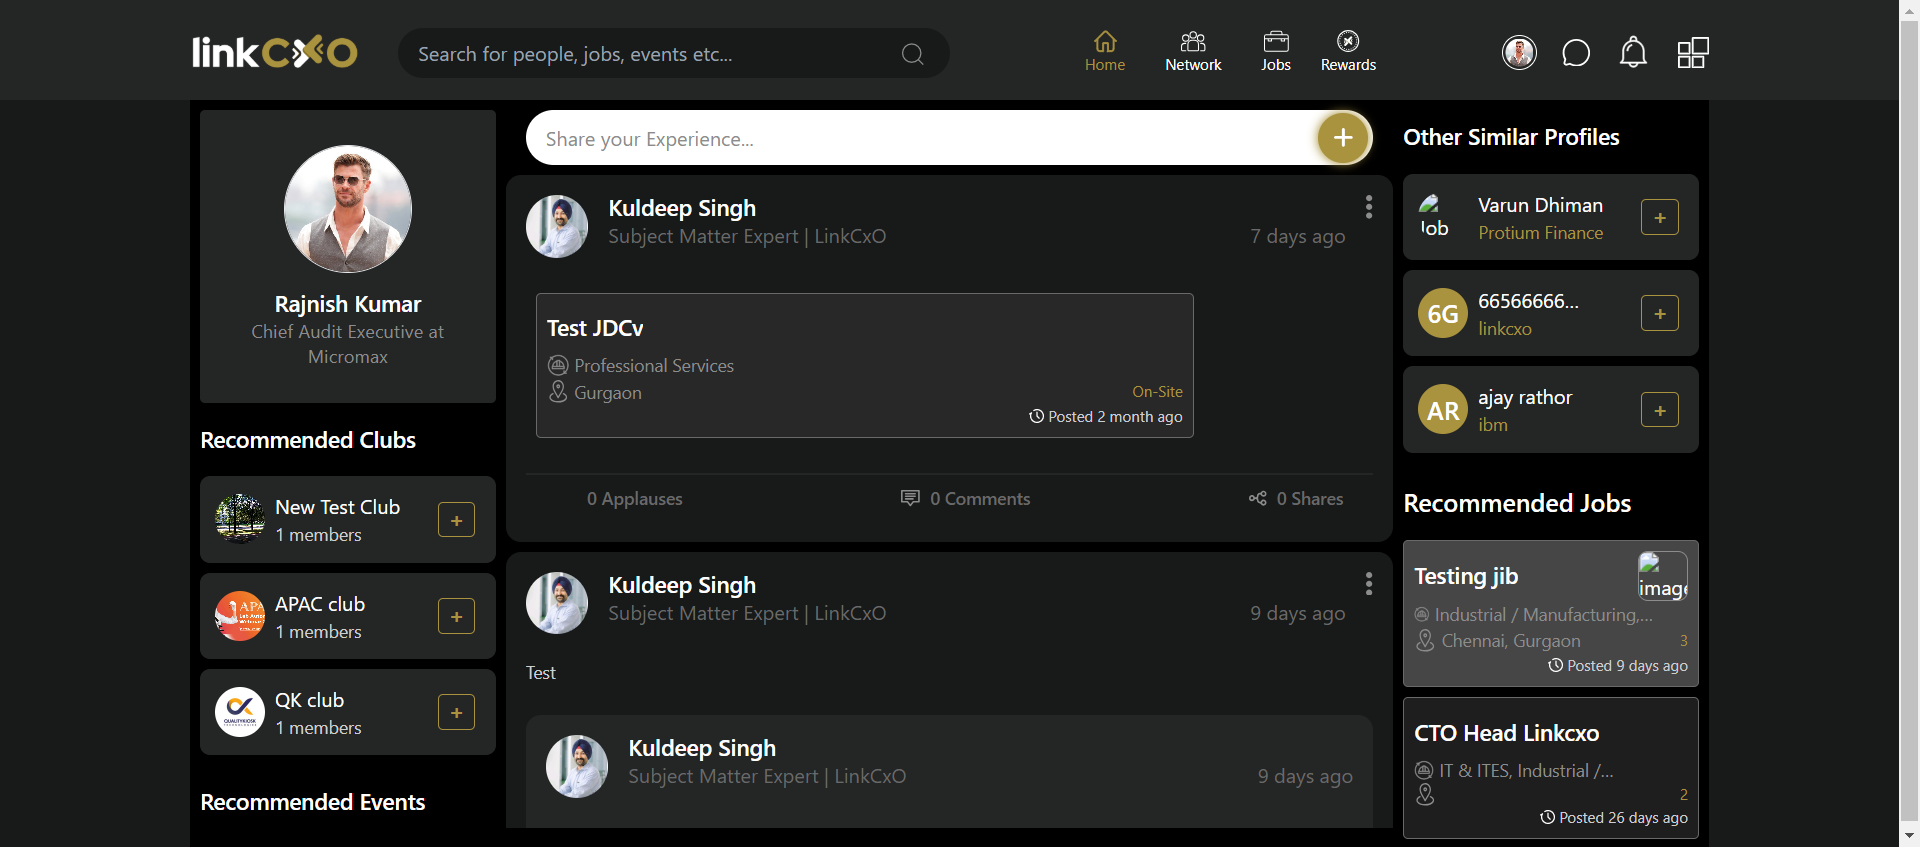 linkCXO
Search for people, jobs, events etc...
Home
Network
Jobs
Rewards
Rajnish Kumar
Chief Audit Executive at
Micromax
Recommended Clubs
New Test Club
1 members
+
APAC club
1 members
+
QK club
1 members
+
Recommended Events
Share your Experience...
+
Kuldeep Singh
Subject Matter Expert | LinkCxO
7 days ago
Test JDCv
Professional Services
Gurgaon
On-Site
Posted 2 month ago
0 Applauses
0 Comments
0 Shares
Kuldeep Singh
Subject Matter Expert | LinkCxO
9 days ago
Test
Kuldeep Singh
Subject Matter Expert | LinkCxO
9 days ago
Other Similar Profiles
Job
Varun Dhiman
Protium Finance
+
6G
66566666...
linkcxo
+
AR
ajay rathor
ibm
+
Recommended Jobs
Testing jib
image
Industrial / Manufacturing,...
Chennai, Gurgaon
3
Posted 9 days ago
CTO Head Linkcxo
IT & ITES, Industrial /...
2
Posted 26 days ago